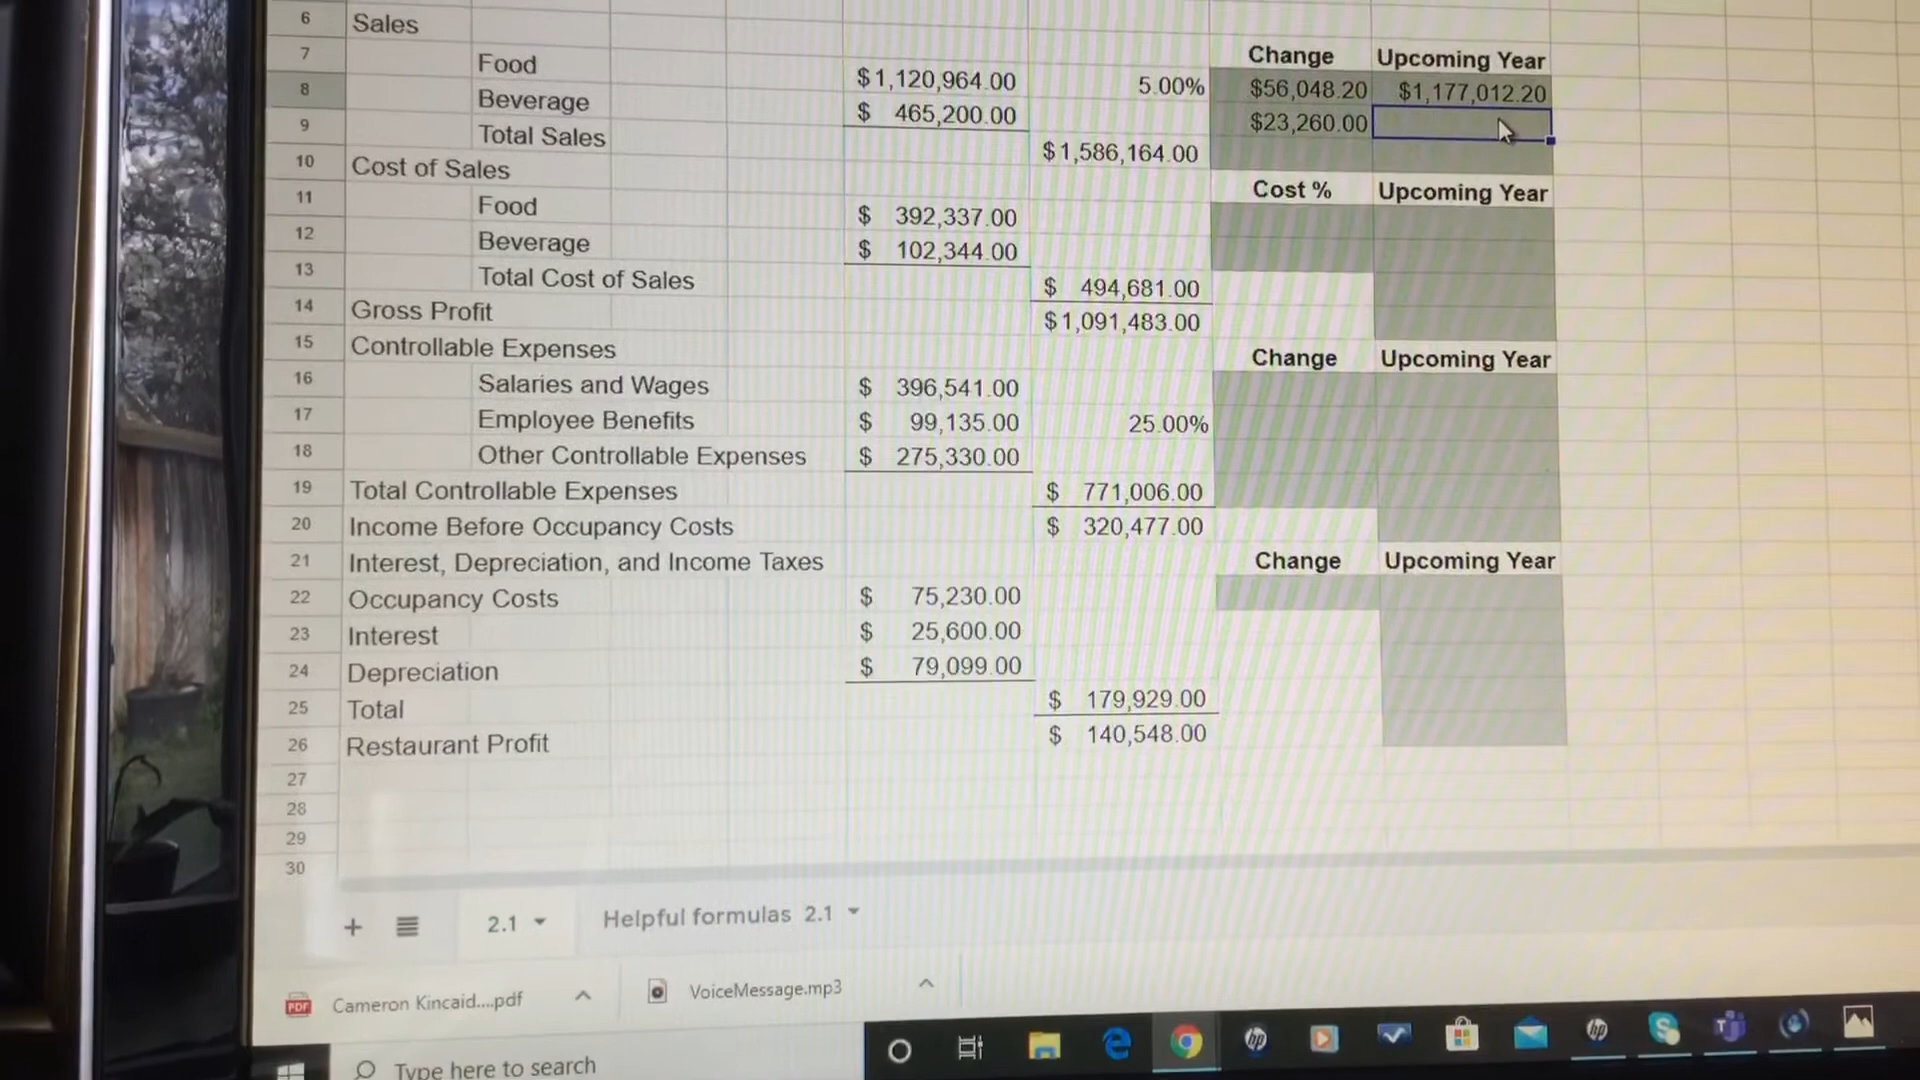 6 Sales
7 Food $1,120,964.00 5.00% Change Upcoming Year
8 Beverage $ 465,200.00 $56,048.20 $1,177,012.20
9 Total Sales $1,586,164.00 $23,260.00
10 Cost of Sales Cost % Upcoming Year
11 Food $ 392,337.00
12 Beverage $ 102,344.00
13 Total Cost of Sales $ 494,681.00
14 Gross Profit $1,091,483.00
15 Controllable Expenses Change Upcoming Year
16 Salaries and Wages $ 396,541.00
17 Employee Benefits $ 99,135.00 25.00%
18 Other Controllable Expenses $ 275,330.00
19 Total Controllable Expenses $ 771,006.00
20 Income Before Occupancy Costs $ 320,477.00
21 Interest, Depreciation, and Income Taxes Change Upcoming Year
22 Occupancy Costs $ 75,230.00
23 Interest $ 25,600.00
24 Depreciation $ 79,099.00
25 Total $ 179,929.00
26 Restaurant Profit $ 140,548.00
27
28
29
30
+ 2.1 Helpful formulas 2.1
PDF Cameron Kincaid....pdf VoiceMessage.mp3
Type here to search hp hp S T